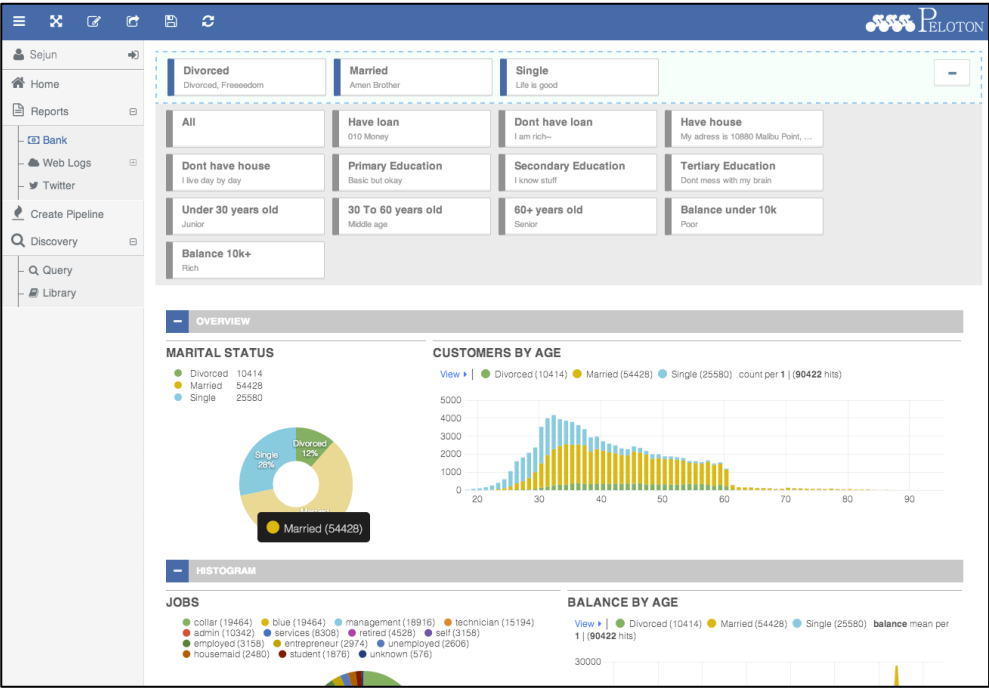 PELOTON
Sejun
Home
Reports
Bank
Web Logs
Twitter
Create Pipeline
Discovery
Query
Library
Divorced
Divorced, Freeeedom
Married
Amen Brother
Single
Life is good
All
Have loan
010 Money
Dont have loan
I am rich~
Have house
My adress is 10880 Malibu Point, ...
Dont have house
I live day by day
Primary Education
Basic but okay
Secondary Education
I know stuff
Tertiary Education
Dont mess with my brain
Under 30 years old
Junior
30 To 60 years old
Middle age
60+ years old
Senior
Balance under 10k
Poor
Balance 10k+
Rich
OVERVIEW
MARITAL STATUS
Divorced 10414
Married 54428
Single 25580
Divorced
12%
Single
28%
Married (54428)
CUSTOMERS BY AGE
View Divorced (10414) Married (54428) Single (25580) count per 1 | (90422 hits)
5000
4000
3000
2000
1000
0
20 30 40 50 60 70 80 90
HISTOGRAM
JOBS
collar (19464) blue (19464) management (18916) technician (15194)
admin (10342) services (8308) retired (4528) self (3158)
employed (3158) entrepreneur (2974) unemployed (2606)
housemaid (2480) student (1876) unknown (576)
BALANCE BY AGE
View Divorced (10414) Married (54428) Single (25580) balance mean per
1 | (90422 hits)
30000